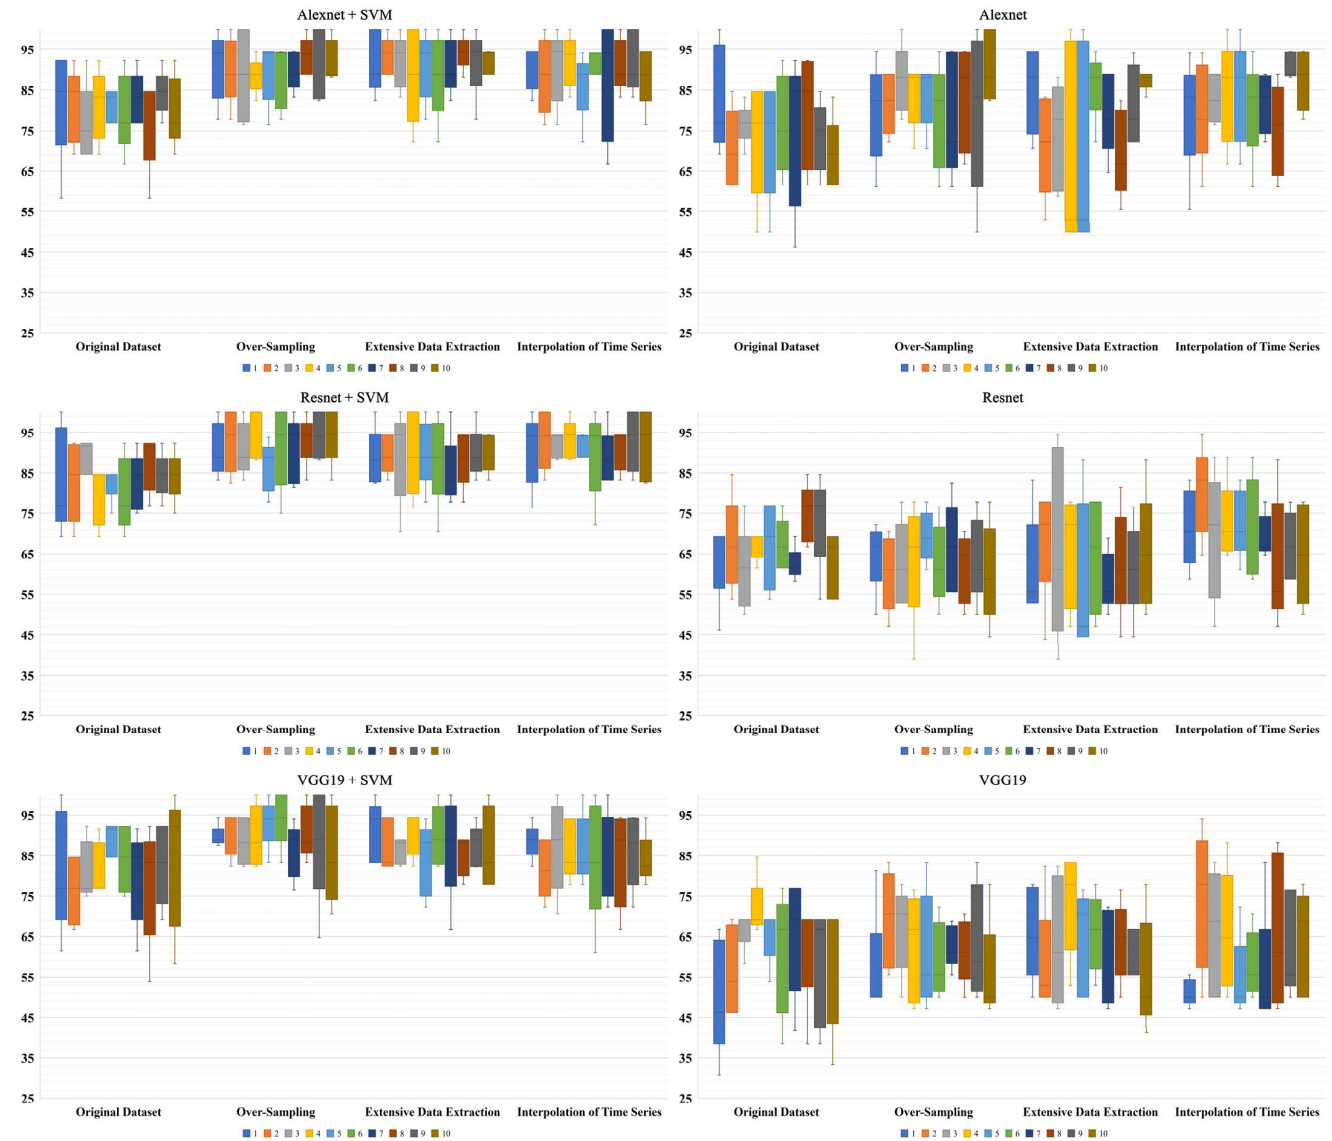 Alexnet + SVM
95
85
75
65
55
45
35
25
Original Dataset Over-Sampling Extensive Data Extraction Interpolation of Time Series
1 2 3 4 5 6 7 8 9 10
Alexnet
95
85
75
65
55
45
35
25
Original Dataset Over-Sampling Extensive Data Extraction Interpolation of Time Series
1 2 3 4 5 6 7 8 9 10
Resnet + SVM
95
85
75
65
55
45
35
25
Original Dataset Over-Sampling Extensive Data Extraction Interpolation of Time Series
1 2 3 4 5 6 7 8 9 10
Resnet
95
85
75
65
55
45
35
25
Original Dataset Over-Sampling Extensive Data Extraction Interpolation of Time Series
1 2 3 4 5 6 7 8 9 10
VGG19 + SVM
95
85
75
65
55
45
35
25
Original Dataset Over-Sampling Extensive Data Extraction Interpolation of Time Series
1 2 3 4 5 6 7 8 9 10
VGG19
95
85
75
65
55
45
35
25
Original Dataset Over-Sampling Extensive Data Extraction Interpolation of Time Series
1 2 3 4 5 6 7 8 9 10